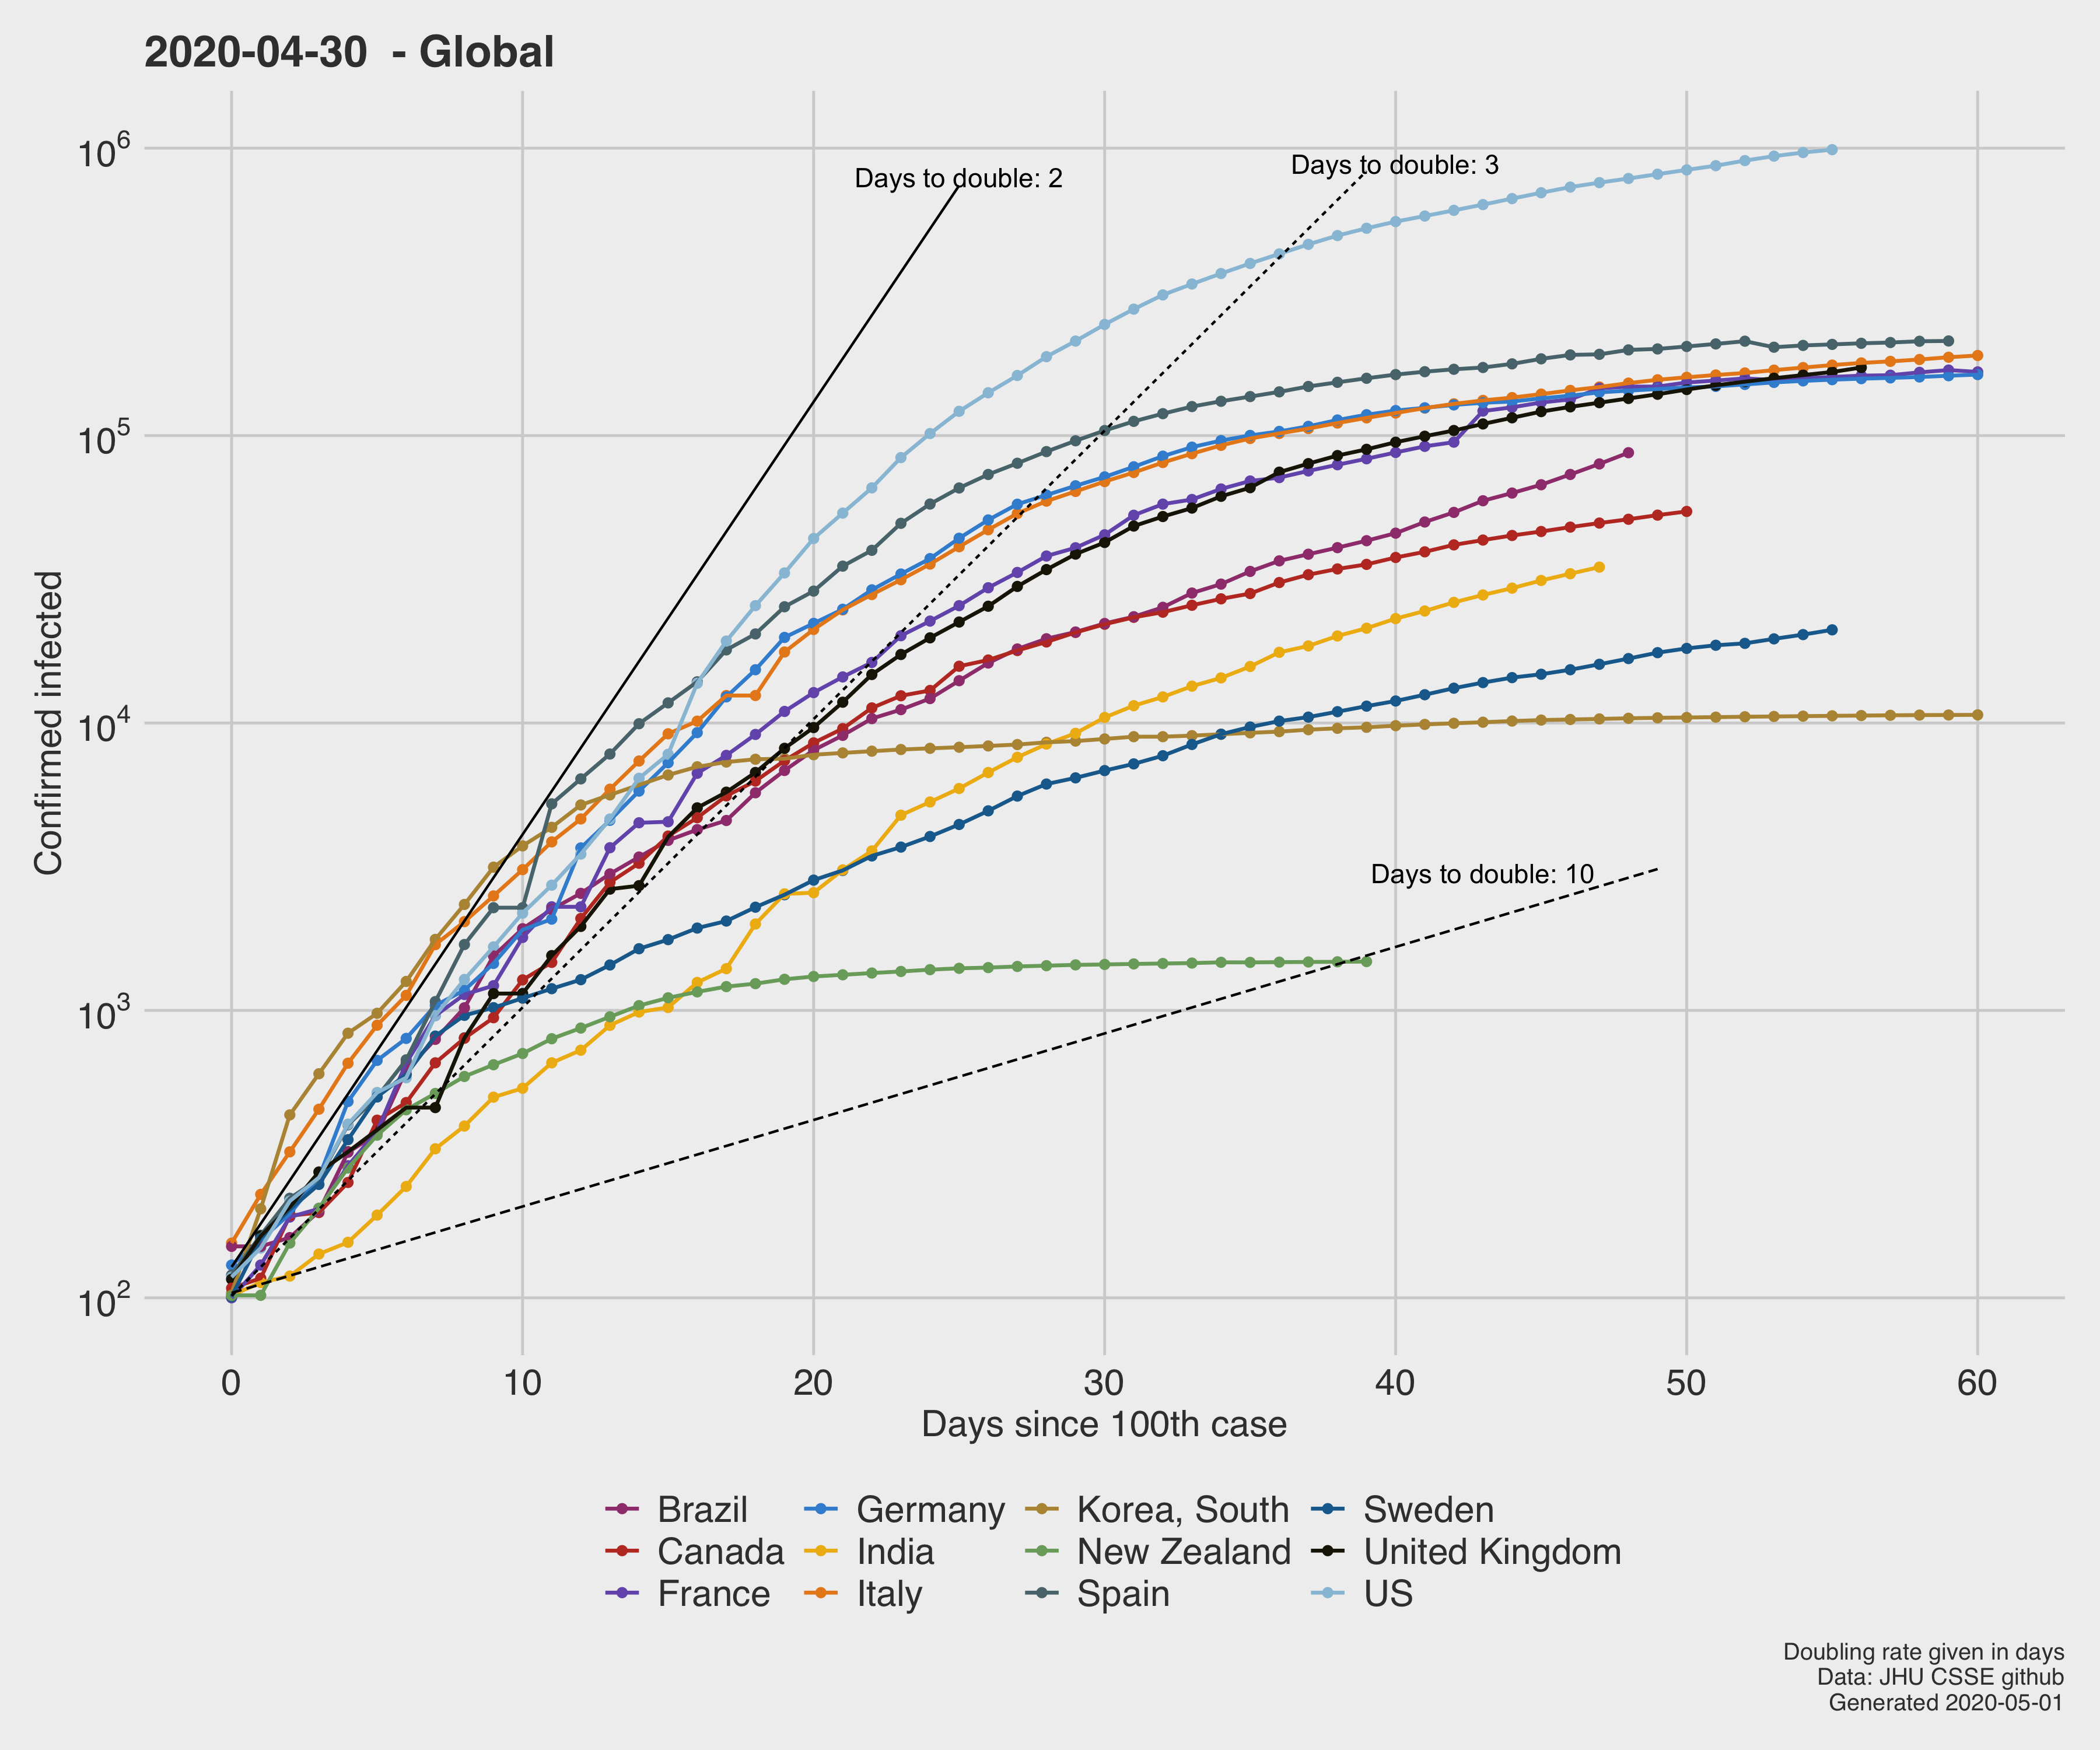 2020-04-30 - Global
Confirmed infected
10^6
10^5
10^4
10^3
10^2
Days to double: 2
Days to double: 3
Days to double: 10
0 10 20 30 40 50 60
Days since 100th case
Brazil Germany Korea, South Sweden
Canada India New Zealand United Kingdom
France Italy Spain US
Doubling rate given in days
Data: JHU CSSE github
Generated 2020-05-01